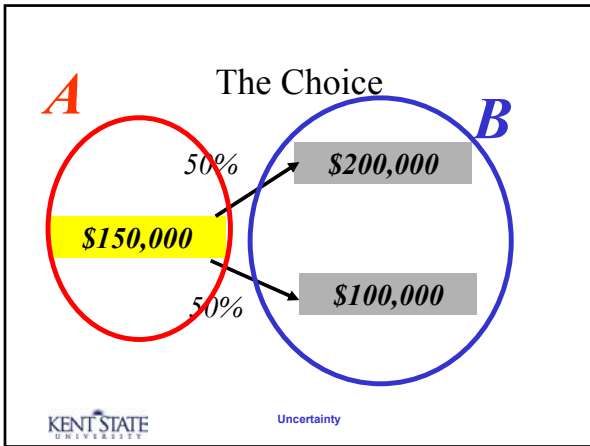 The Choice
A
B
50%
$200,000
$150,000
50%
$100,000
KENT STATE
UNIVERSITY
Uncertainty